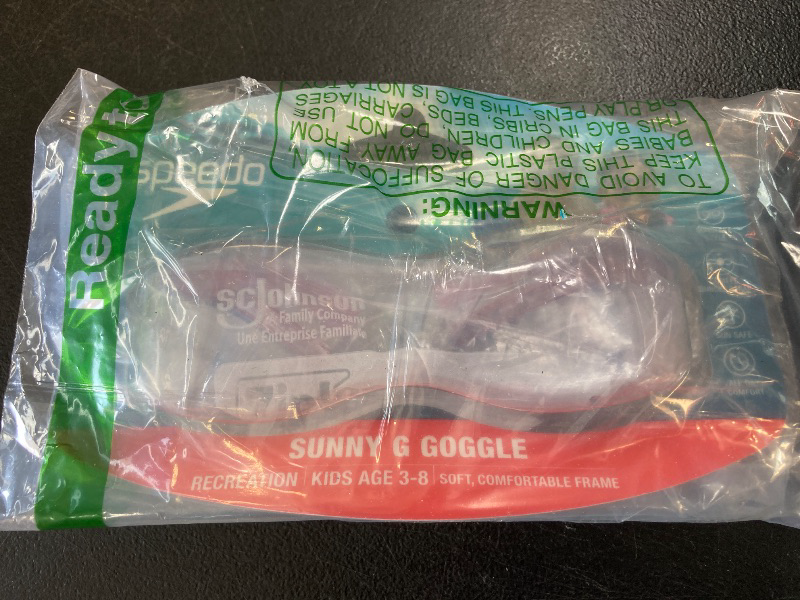 Ready to
speedo
WARNING:
TO AVOID DANGER OF SUFFOCATION
KEEP THIS PLASTIC BAG AWAY FROM
BABIES AND CHILDREN. DO NOT USE
THIS BAG IN CRIBS, BEDS, CARRIAGES
OR PLAY PENS. THIS BAG IS NOT A TOY
scjohnson
A Family Company
Une Entreprise Familiale
Ziploc
SUNNY G GOGGLE
RECREATION | KIDS AGE 3-8 | SOFT, COMFORTABLE FRAME